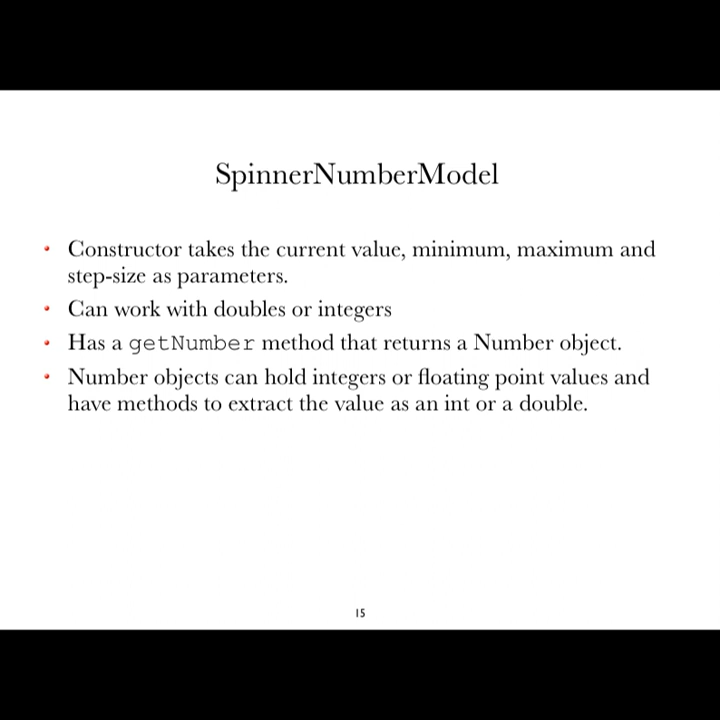 SpinnerNumberModel
• Constructor takes the current value, minimum, maximum and
step-size as parameters.
• Can work with doubles or integers
• Has a getNumber method that returns a Number object.
• Number objects can hold integers or floating point values and
have methods to extract the value as an int or a double.
15